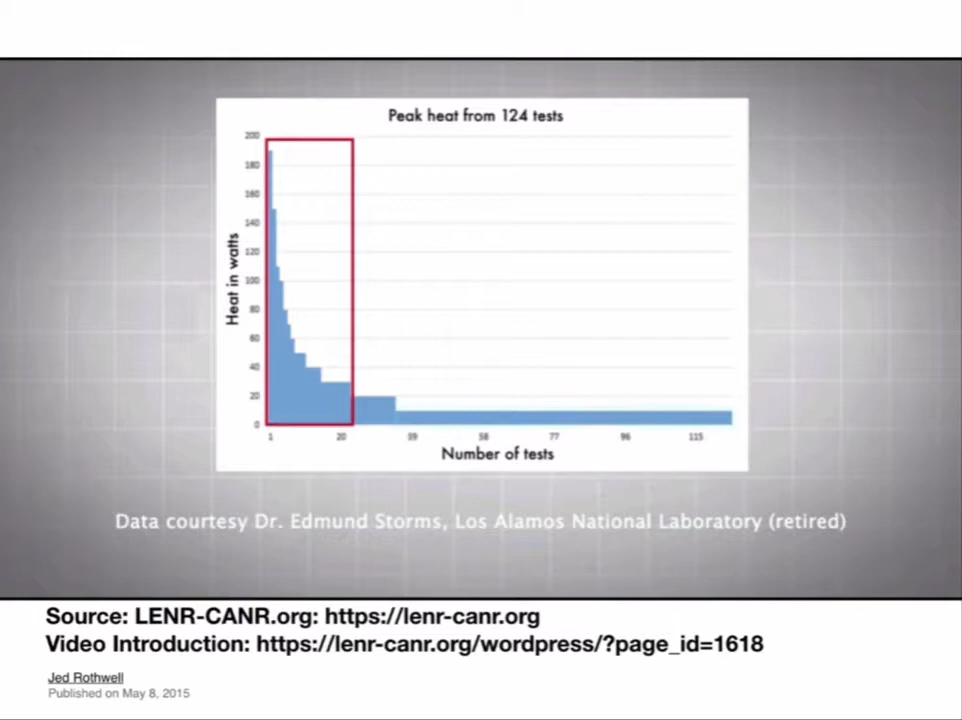 Peak heat from 124 tests
Heat in watts
200
180
160
140
120
100
80
60
40
20
0
1 20 39 58 77 96 115
Number of tests
Data courtesy Dr. Edmund Storms, Los Alamos National Laboratory (retired)
Source: LENR-CANR.org: https://lenr-canr.org
Video Introduction: https://lenr-canr.org/wordpress/?page_id=1618
Jed Rothwell
Published on May 8, 2015